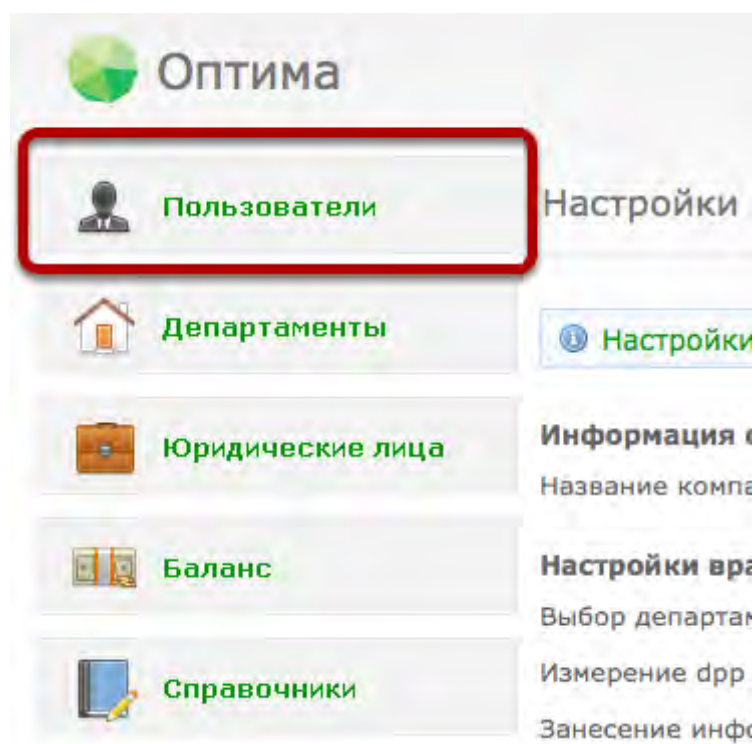 Оптима
Пользователи
Департаменты
Юридические лица
Баланс
Справочники
Настройки
Настройки
Информация
Название
Настройки
Выбор
Измерение dpp
Занесение